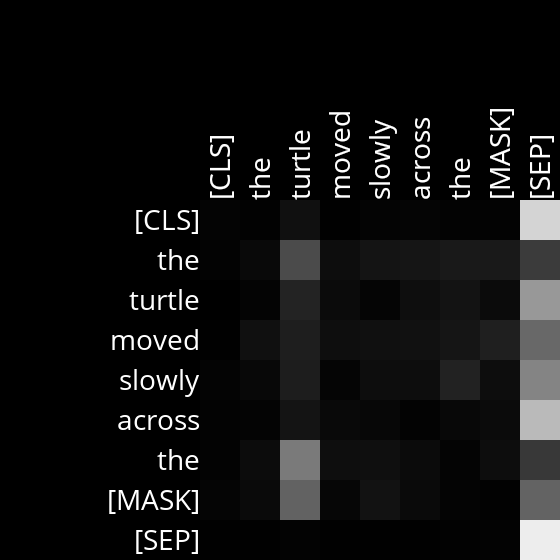 [CLS]
the
turtle
moved
slowly
across
the
[MASK]
[SEP]
[CLS]
the
turtle
moved
slowly
across
the
[MASK]
[SEP]